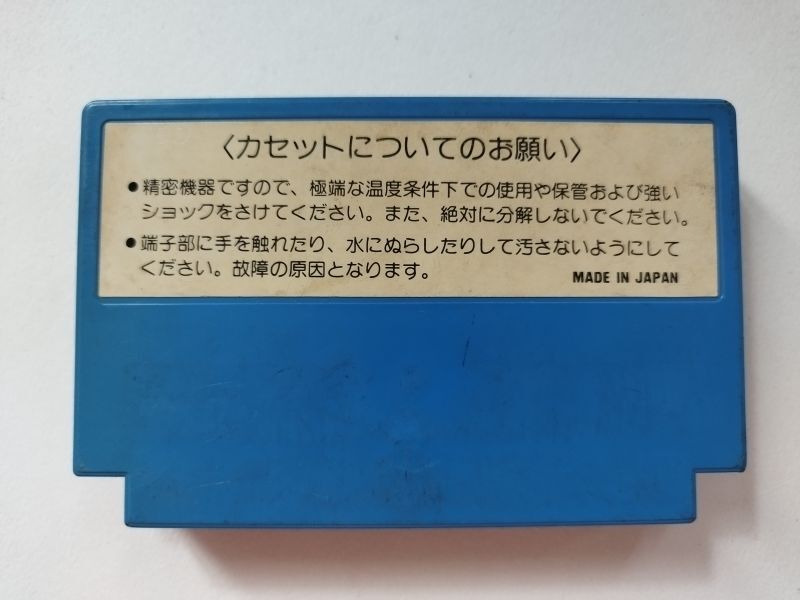 〈カセットについてのお願い〉
●精密機器ですので、極端な温度条件下での使用や保管および強い
ショックをさけてください。また、絶対に分解しないでください。
●端子部に手を触れたり、水にぬらしたりして汚さないようにして
ください。故障の原因となります。
MADE IN JAPAN